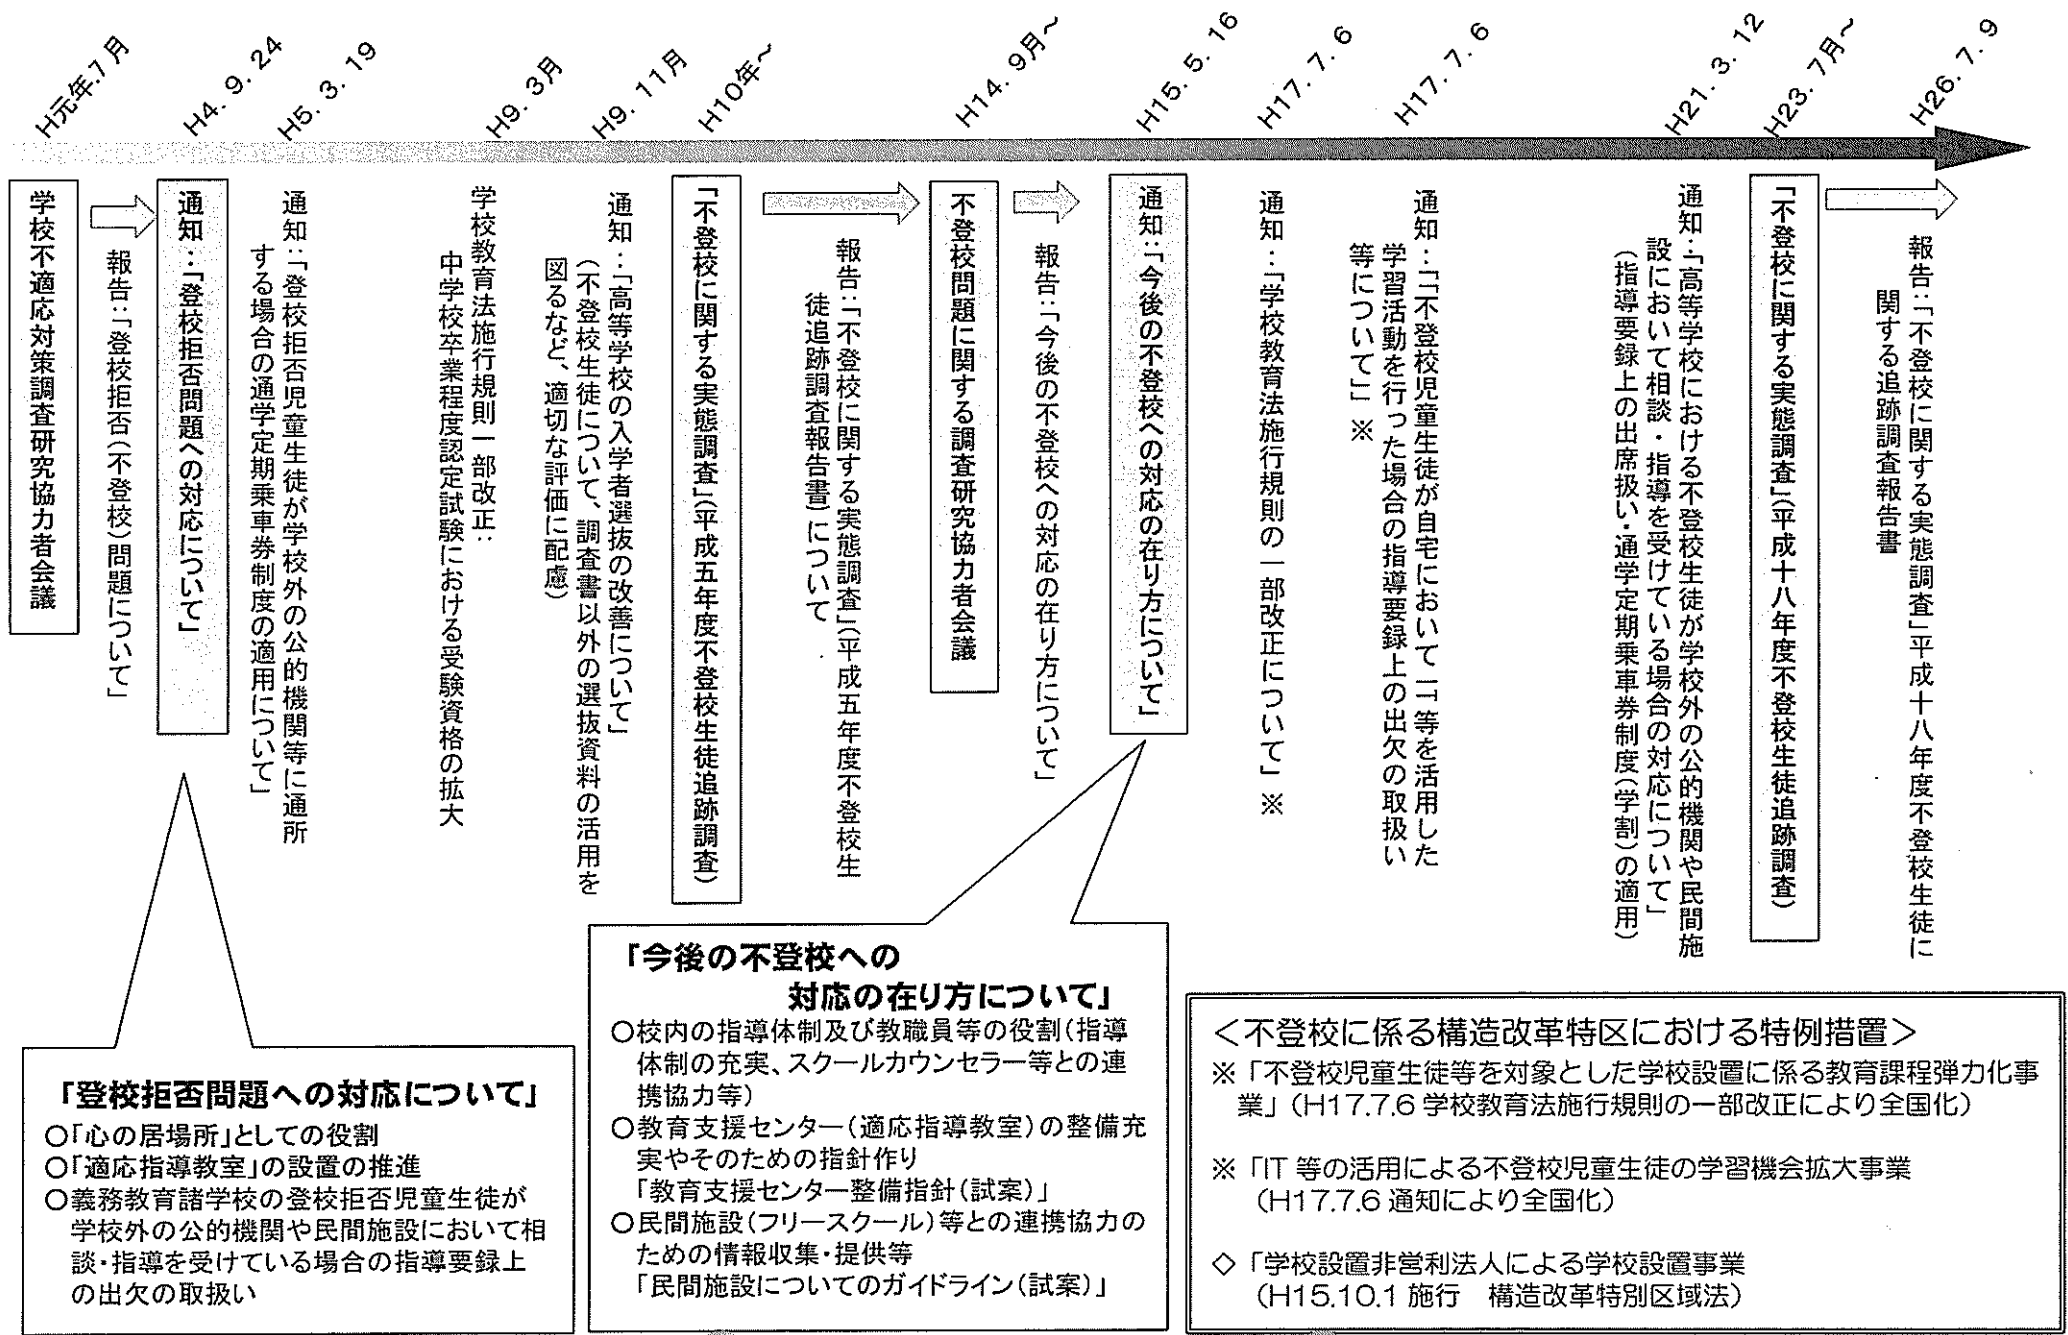 H元年.7月
H4. 9. 24
H5. 3. 19
H9. 3月
H9. 11月
H10年～
H14. 9月～
H15. 5. 16
H17. 7. 6
H17. 7. 6
H21. 3. 12
H23. 7月～
H26. 7. 9
学校不適応対策調査研究協力者会議
報告：「登校拒否（不登校）問題について」
通知：「登校拒否問題への対応について」
通知：「登校拒否児童生徒が学校外の公的機関等に通所
する場合の通学定期乗車券制度の適用について」
学校教育法施行規則一部改正：
中学校卒業程度認定試験における受験資格の拡大
通知：「高等学校の入学者選抜の改善について」
（不登校生徒について、調査書以外の選抜資料の活用を
図るなど、適切な評価に配慮）
「不登校に関する実態調査」（平成五年度不登校生徒追跡調査）
報告：「不登校に関する実態調査」（平成五年度不登校生
徒追跡調査報告書）について
不登校問題に関する調査研究協力者会議
報告：「今後の不登校への対応の在り方について」
通知：「今後の不登校への対応の在り方について」
通知：「学校教育法施行規則の一部改正について」※
通知：「不登校児童生徒が自宅においてIT等を活用した
学習活動を行った場合の指導要録上の出欠の取扱い
等について」※
通知：「高等学校における不登校生徒が学校外の公的機関や民間施
設において相談・指導を受けている場合の対応について」
（指導要録上の出席扱い・通学定期乗車券制度（学割）の適用）
「不登校に関する実態調査」（平成十八年度不登校生徒追跡調査）
報告：「不登校に関する実態調査」平成十八年度不登校生徒に
関する追跡調査報告書
「登校拒否問題への対応について」
○「心の居場所」としての役割
○「適応指導教室」の設置の推進
○義務教育諸学校の登校拒否児童生徒が
学校外の公的機関や民間施設において相
談・指導を受けている場合の指導要録上
の出欠の取扱い
「今後の不登校への
対応の在り方について」
○校内の指導体制及び教職員等の役割（指導
体制の充実、スクールカウンセラー等との連
携協力等）
○教育支援センター（適応指導教室）の整備充
実やそのための指針作り
「教育支援センター整備指針（試案）」
○民間施設（フリースクール）等との連携協力の
ための情報収集・提供等
「民間施設についてのガイドライン（試案）」
＜不登校に係る構造改革特区における特例措置＞
※「不登校児童生徒等を対象とした学校設置に係る教育課程弾力化事
業」（H17.7.6 学校教育法施行規則の一部改正により全国化）
※「IT 等の活用による不登校児童生徒の学習機会拡大事業
（H17.7.6 通知により全国化）
◇「学校設置非営利法人による学校設置事業
（H15.10.1 施行　構造改革特別区域法）